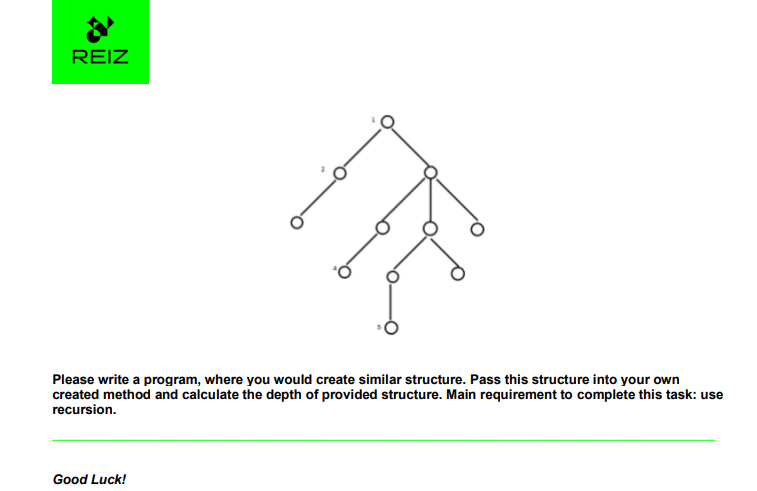 REIZ
1
2
4
5
Please write a program, where you would create similar structure. Pass this structure into your own
created method and calculate the depth of provided structure. Main requirement to complete this task: use
recursion.
Good Luck!